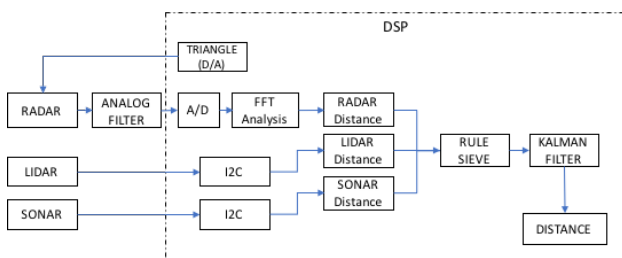 DSP
TRIANGLE
(D/A)
RADAR
ANALOG
FILTER
A/D
FFT
Analysis
RADAR
Distance
LIDAR
I2C
LIDAR
Distance
RULE
SIEVE
KALMAN
FILTER
SONAR
I2C
SONAR
Distance
DISTANCE